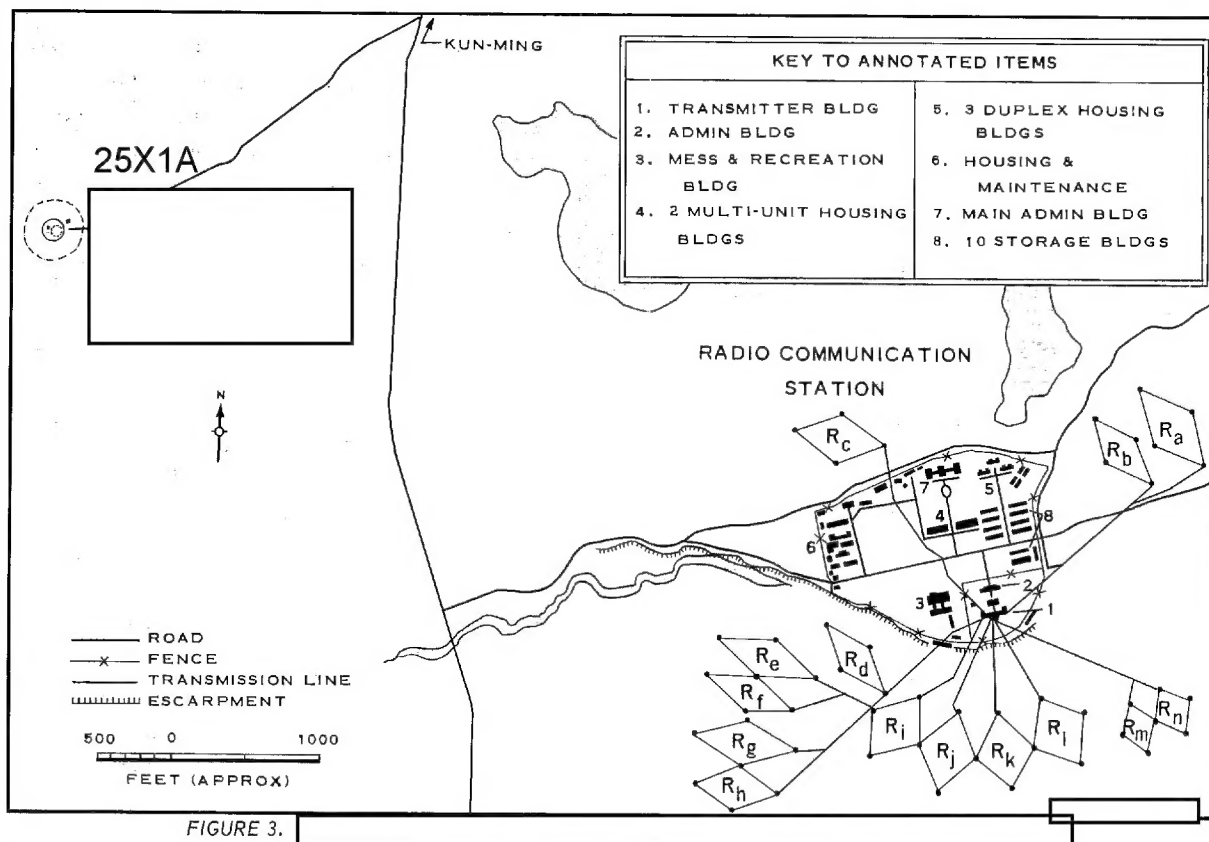 KUN-MING
25X1A
KEY TO ANNOTATED ITEMS
1. TRANSMITTER BLDG
2. ADMIN BLDG
3. MESS & RECREATION
BLDG
4. 2 MULTI-UNIT HOUSING
BLDGS
5. 3 DUPLEX HOUSING
BLDGS
6. HOUSING &
MAINTENANCE
7. MAIN ADMIN BLDG
8. 10 STORAGE BLDGS
N
RADIO COMMUNICATION
STATION
Ra
Rb
Rc
7
5
4
8
6
3
2
1
Rd
Re
Rf
Rg
Rh
Ri
Rj
Rk
Rl
Rm
Rn
ROAD
FENCE
TRANSMISSION LINE
ESCARPMENT
500 0 1000
FEET (APPROX)
FIGURE 3.